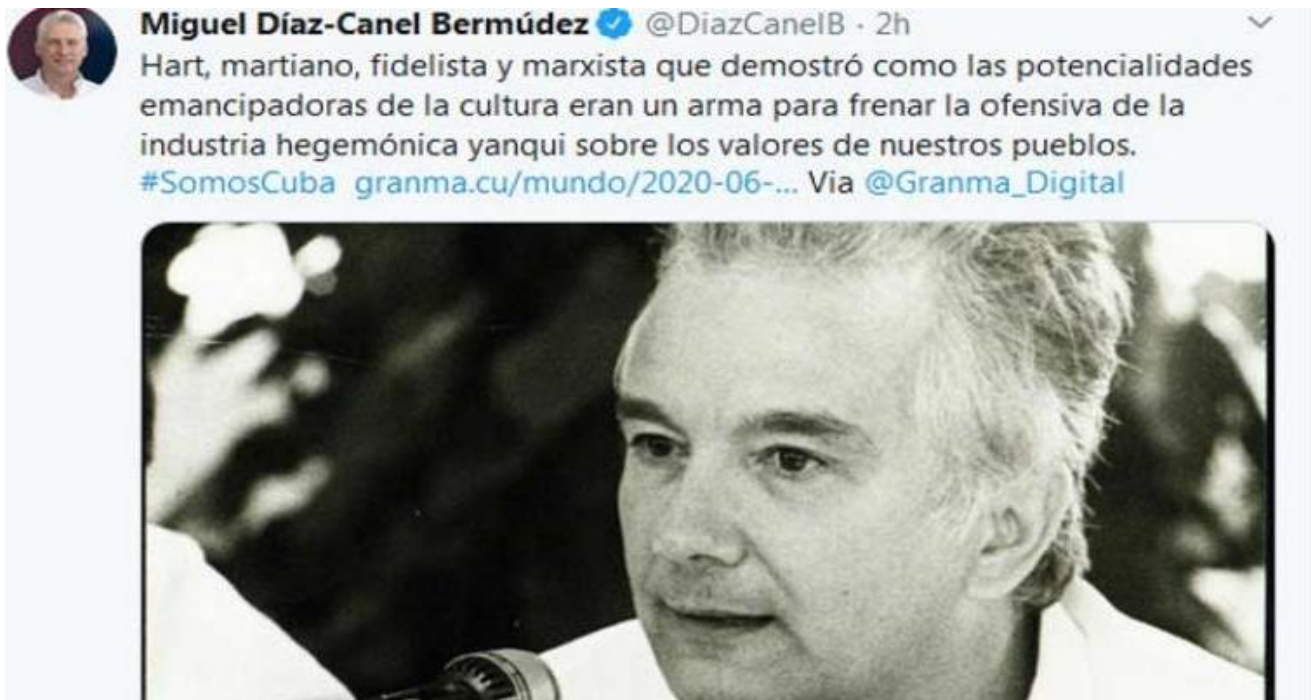 Miguel Díaz-Canel Bermúdez @DiazCanelB · 2h
Hart, martiano, fidelista y marxista que demostró como las potencialidades
emancipadoras de la cultura eran un arma para frenar la ofensiva de la
industria hegemónica yanqui sobre los valores de nuestros pueblos.
#SomosCuba granma.cu/mundo/2020-06-... Via @Granma_Digital